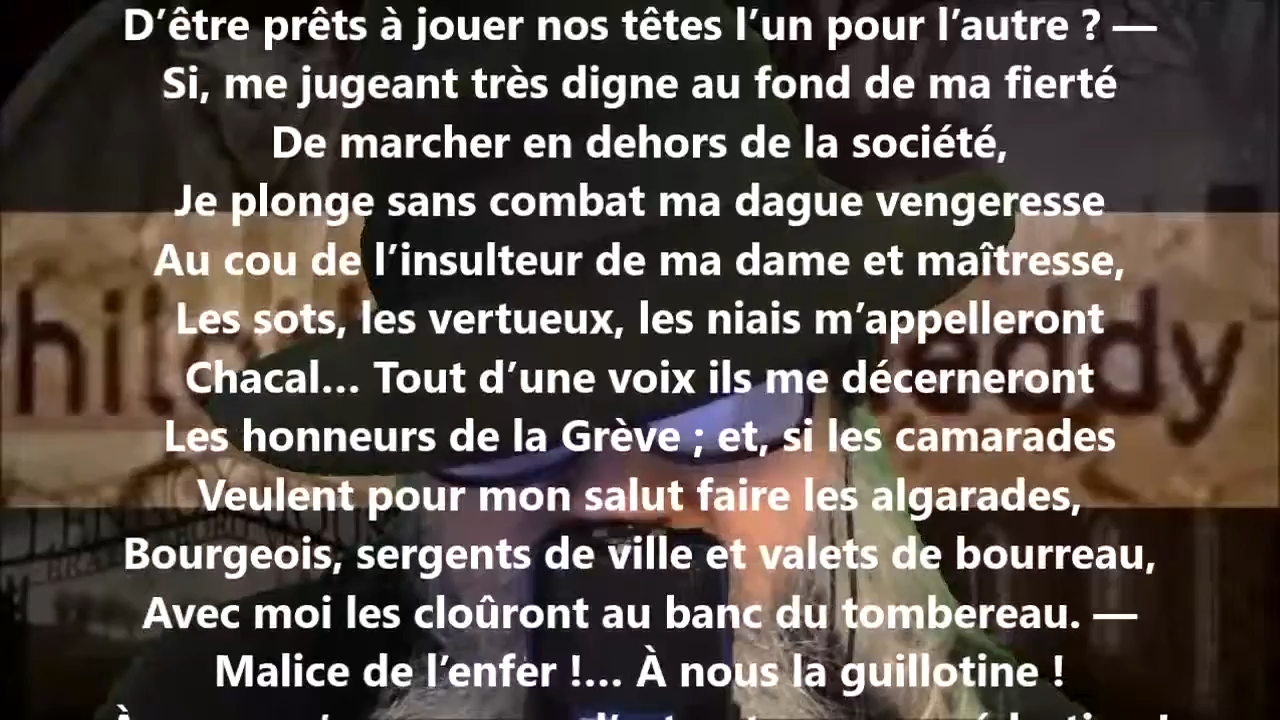 D’être prêts à jouer nos têtes l’un pour l’autre ? —
Si, me jugeant très digne au fond de ma fierté
De marcher en dehors de la société,
Je plonge sans combat ma dague vengeresse
Au cou de l’insulteur de ma dame et maîtresse,
Les sots, les vertueux, les niais m’appelleront
Chacal… Tout d’une voix ils me décerneront
Les honneurs de la Grève ; et, si les camarades
Veulent pour mon salut faire les algarades,
Bourgeois, sergents de ville et valets de bourreau,
Avec moi les cloûront au banc du tombereau. —
Malice de l’enfer !… À nous la guillotine !